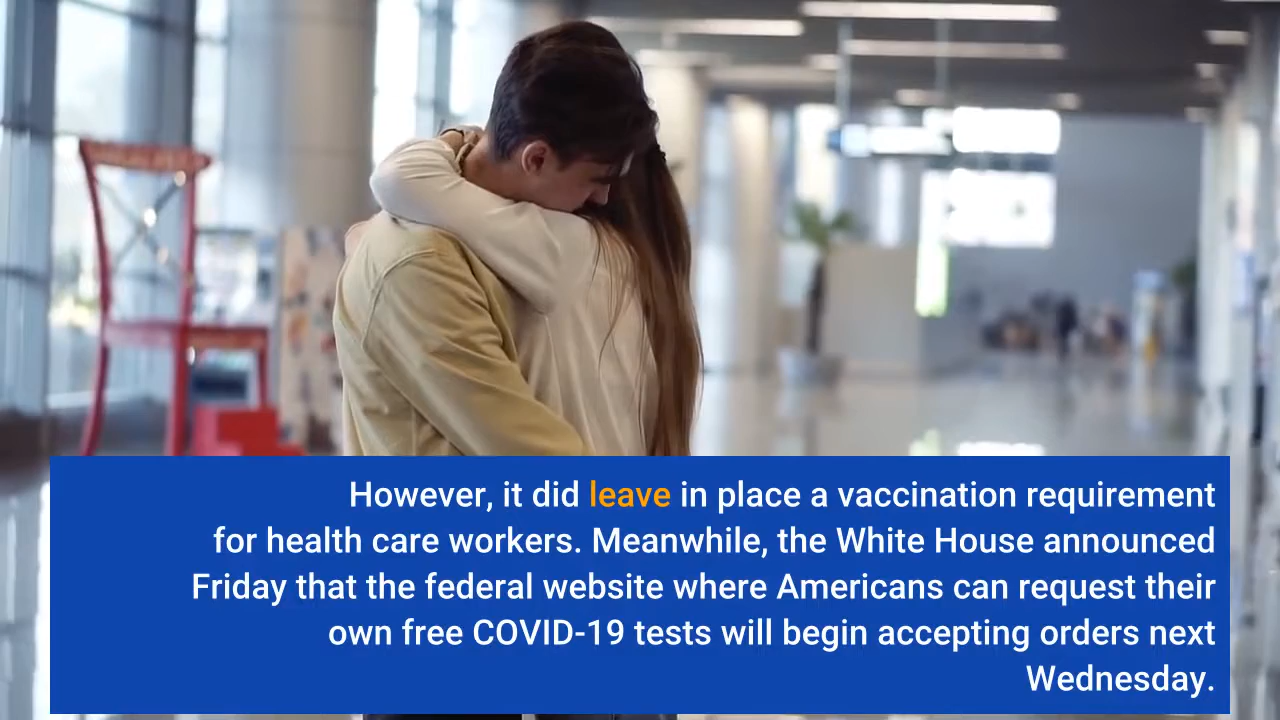 However, it did leave in place a vaccination requirement
for health care workers. Meanwhile, the White House announced
Friday that the federal website where Americans can request their
own free COVID-19 tests will begin accepting orders next
Wednesday.